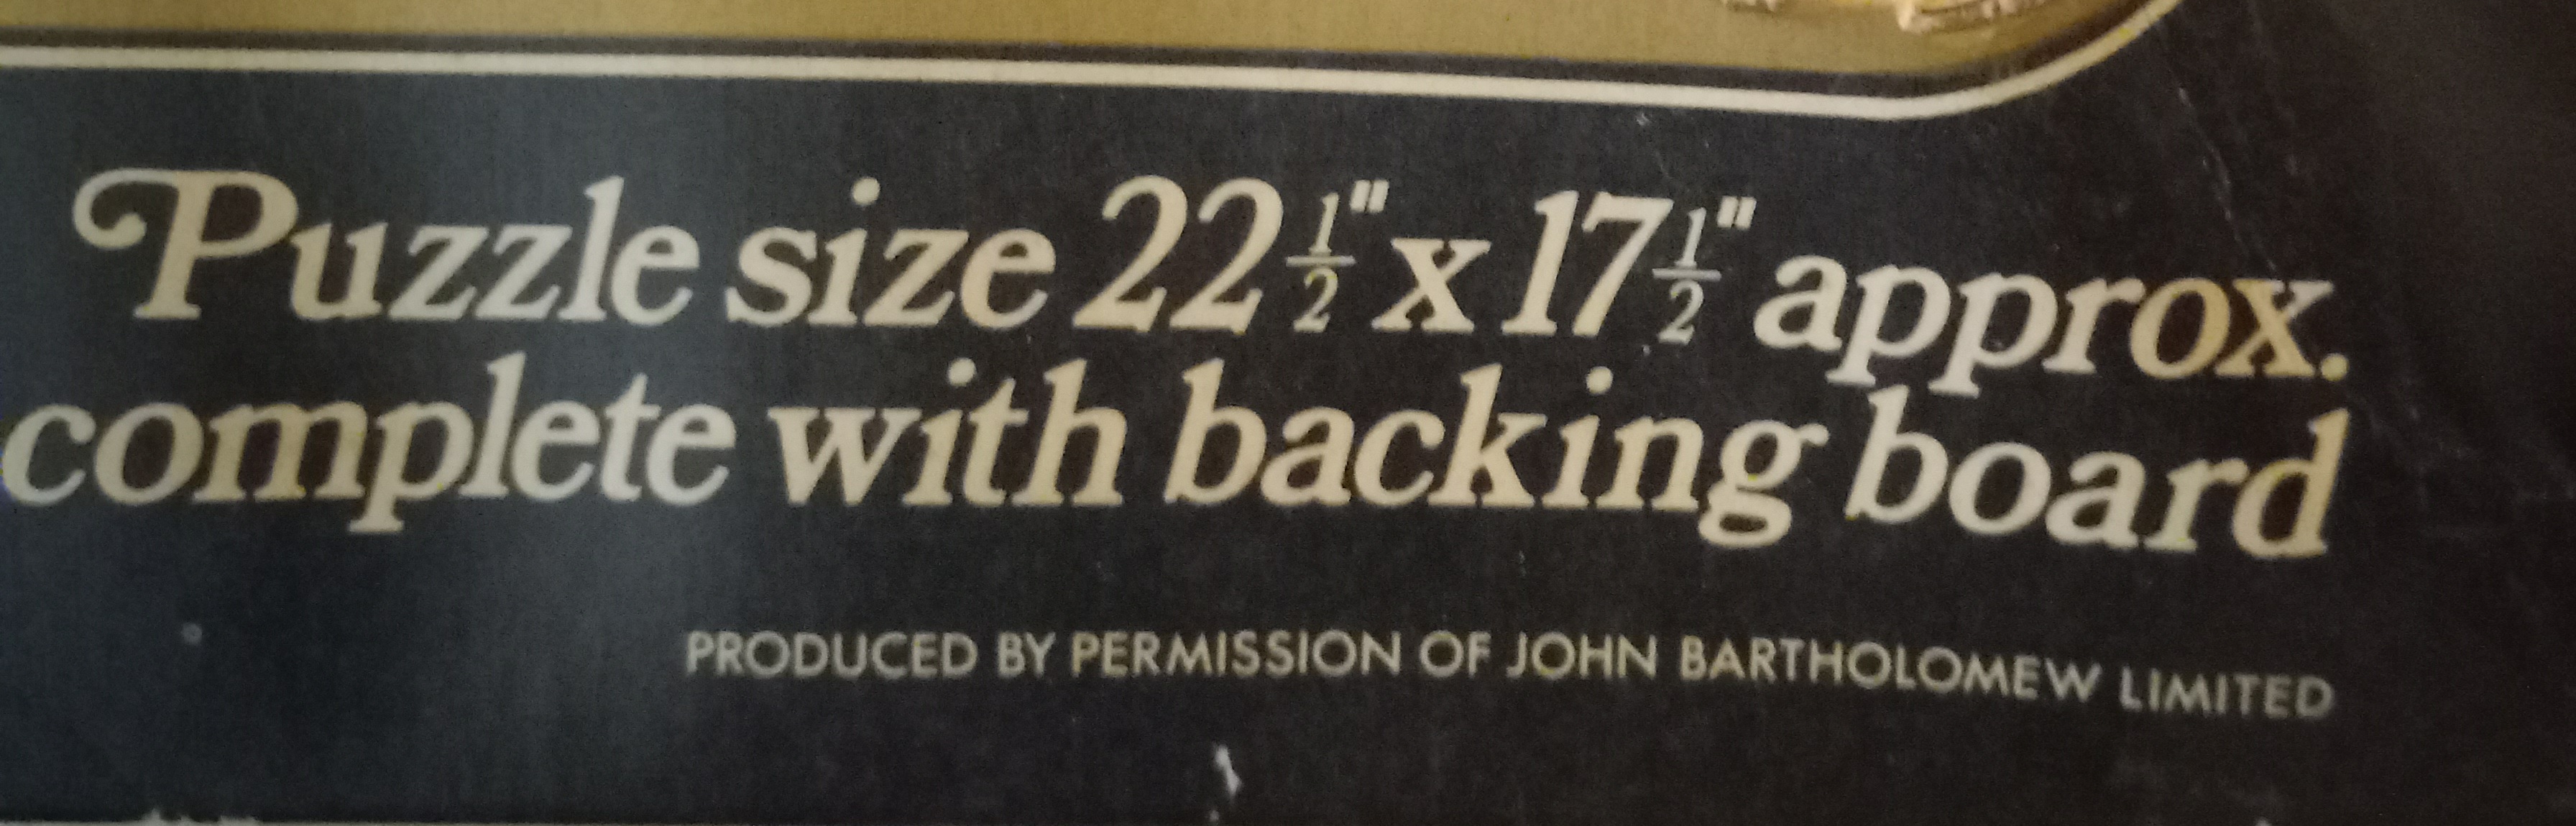 Puzzle size 22½" x 17½" approx.
complete with backing board
PRODUCED BY PERMISSION OF JOHN BARTHOLOMEW LIMITED